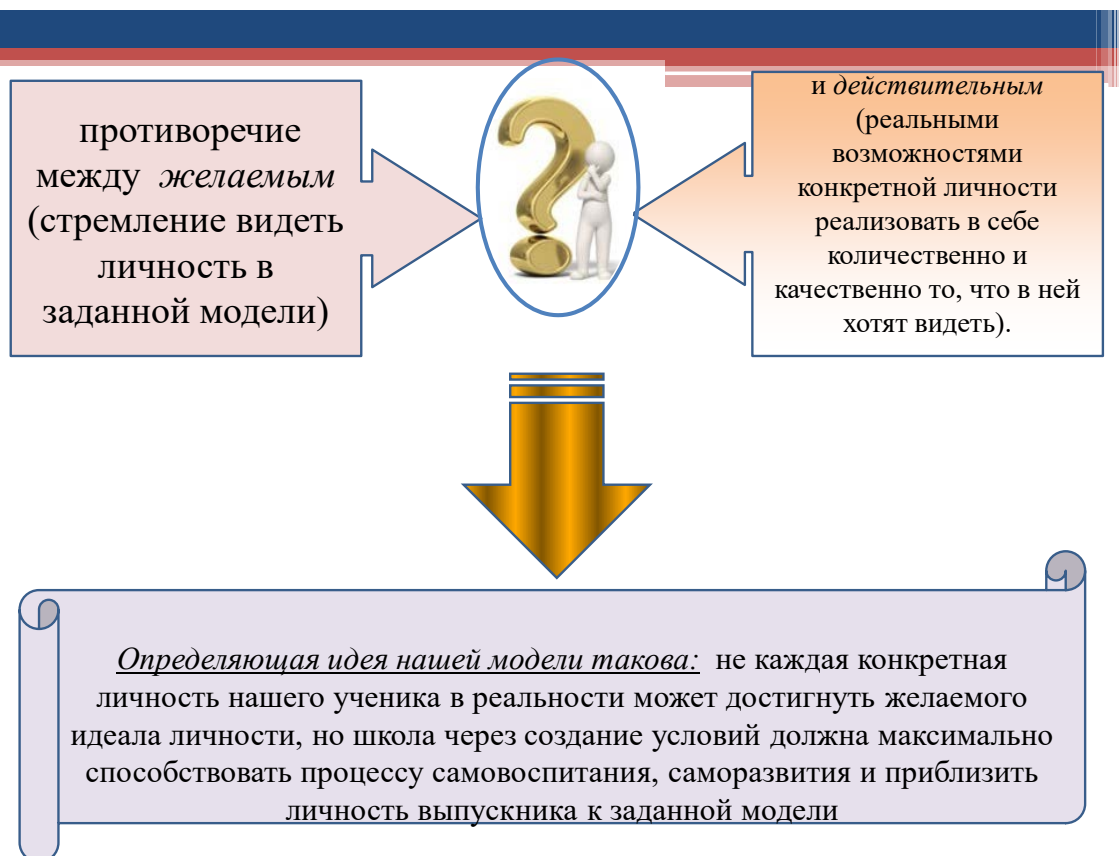 противоречие
между желаемым
(стремление видеть
личность в
заданной модели)
и действительным
(реальными
возможностями
конкретной личности
реализовать в себе
количественно и
качественно то, что в ней
хотят видеть).
Определяющая идея нашей модели такова: не каждая конкретная
личность нашего ученика в реальности может достигнуть желаемого
идеала личности, но школа через создание условий должна максимально
способствовать процессу самовоспитания, саморазвития и приблизить
личность выпускника к заданной модели